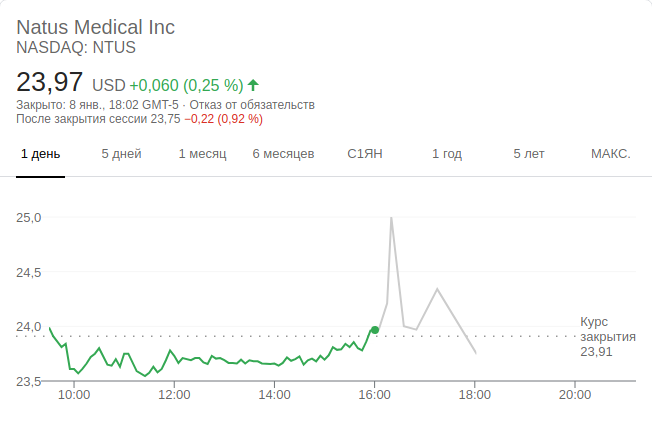 Natus Medical Inc
NASDAQ: NTUS
23,97 USD +0,060 (0,25 %)
Закрыто: 8 янв., 18:02 GMT-5 · Отказ от обязательств
После закрытия сессии 23,75 −0,22 (0,92 %)
1 день 5 дней 1 месяц 6 месяцев С1ЯН 1 год 5 лет МАКС.
25,0
24,5
24,0
Курс
закрытия
23,91
23,5
10:00 12:00 14:00 16:00 18:00 20:00